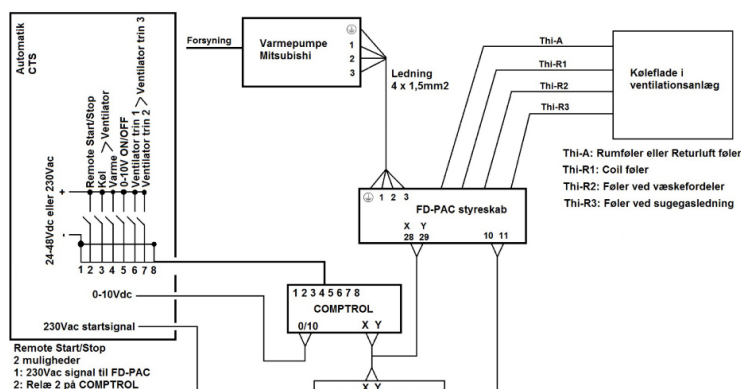 Automatik
CTS
Remote Start/Stop
Køl
Varme > Ventilator
0-10V ON/OFF
Ventilator trin 1
Ventilator trin 2 > Ventilator trin 3
24-48Vdc eller 230Vac
+
-
1 2 3 4 5 6 7 8
0-10Vdc
230Vac startsignal
Remote Start/Stop
2 muligheder
1: 230Vac signal til FD-PAC
2: Relæ 2 på COMPTROL
Forsyning
Varmepumpe
Mitsubishi
1
2
3
Ledning
4 x 1,5mm2
Thi-A
Thi-R1
Thi-R2
Thi-R3
Køleflade i
ventilationsanlæg
Thi-A: Rumføler eller Returluft føler
Thi-R1: Coil føler
Thi-R2: Føler ved væskefordeler
Thi-R3: Føler ved sugegasledning
1 2 3
FD-PAC styreskab
X Y
28 29
10 11
1 2 3 4 5 6 7 8
COMPTROL
0/10
X Y
X Y